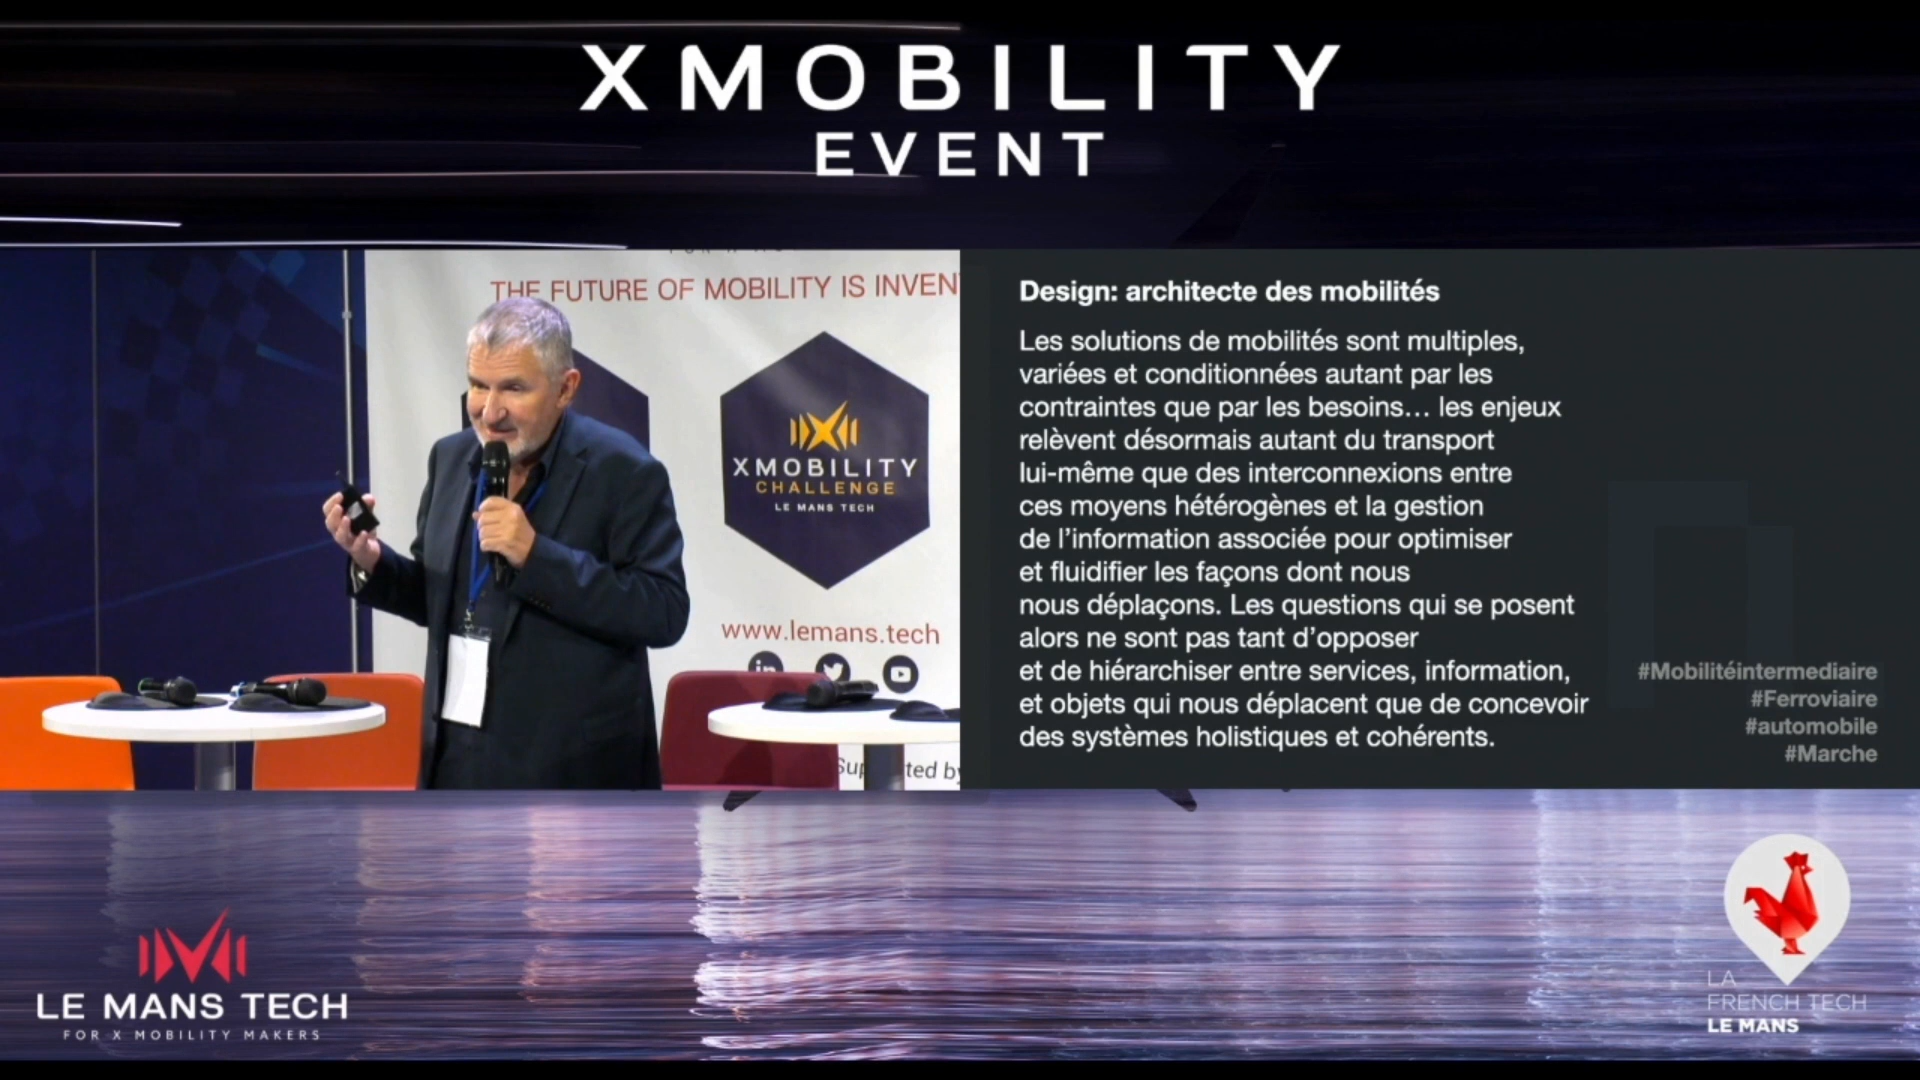 XMOBILITY
EVENT
THE FUTURE OF MOBILITY IS INVEN
XMOBILITY
CHALLENGE
LE MANS TECH
www.lemans.tech
in
ted by
Design: architecte des mobilités
Les solutions de mobilités sont multiples,
variées et conditionnées autant par les
contraintes que par les besoins… les enjeux
relèvent désormais autant du transport
lui-même que des interconnexions entre
ces moyens hétérogènes et la gestion
de l’information associée pour optimiser
et fluidifier les façons dont nous
nous déplaçons. Les questions qui se posent
alors ne sont pas tant d’opposer
et de hiérarchiser entre services, information,
et objets qui nous déplacent que de concevoir
des systèmes holistiques et cohérents.
#Mobilitéintermediaire
#Ferroviaire
#automobile
#Marche
LE MANS TECH
FOR X MOBILITY MAKERS
LA
FRENCH TECH
LE MANS